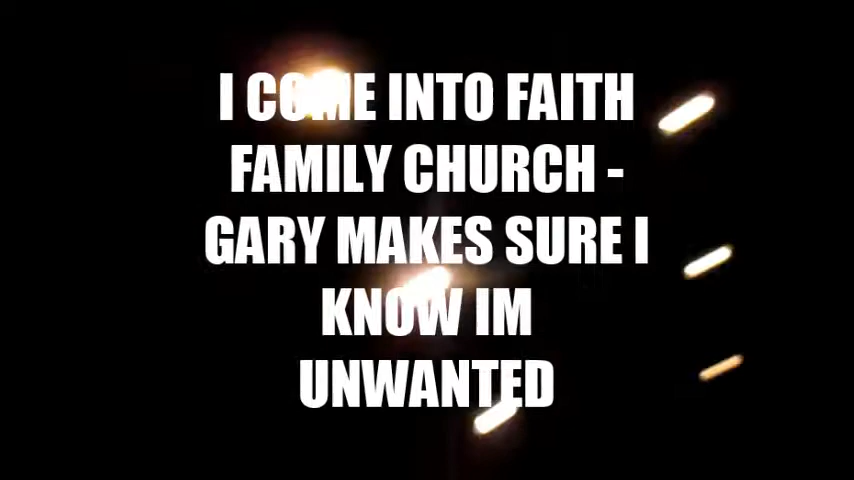 I COME INTO FAITH
FAMILY CHURCH -
GARY MAKES SURE I
KNOW IM
UNWANTED